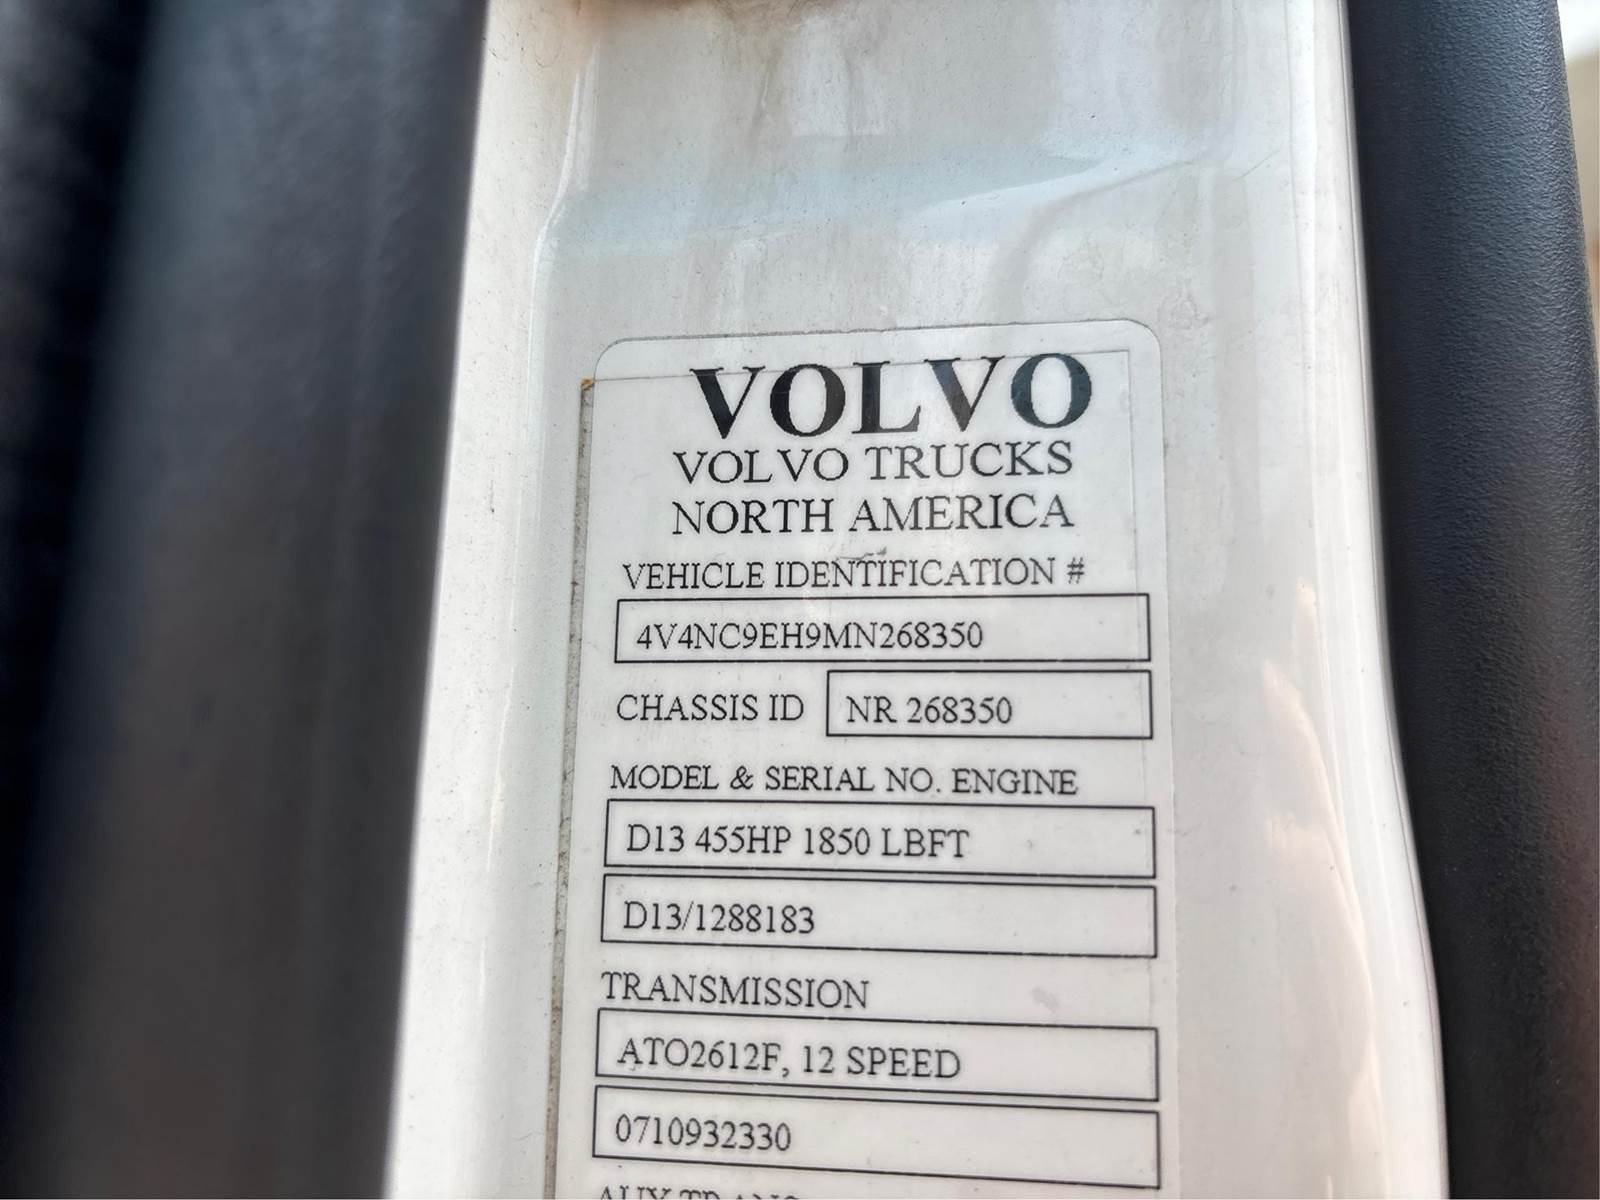 VOLVO
VOLVO TRUCKS
NORTH AMERICA
VEHICLE IDENTIFICATION #
4V4NC9EH9MN268350
CHASSIS ID NR 268350
MODEL & SERIAL NO. ENGINE
D13 455HP 1850 LBFT
D13/1288183
TRANSMISSION
ATO2612F, 12 SPEED
0710932330